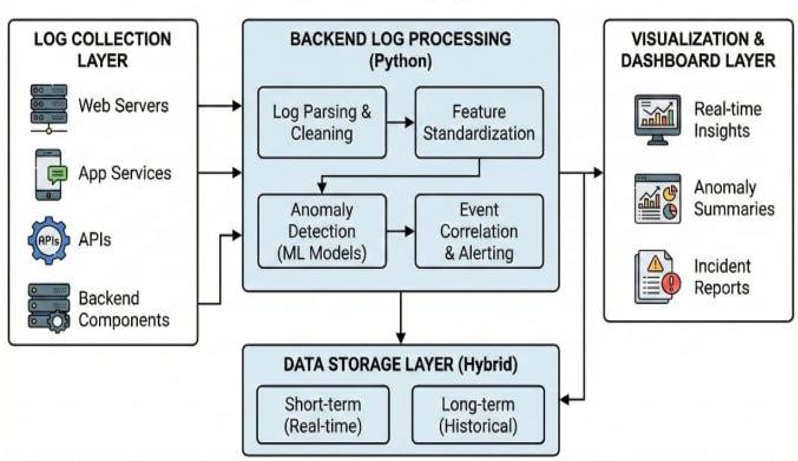 LOG COLLECTION
LAYER
Web Servers
App Services
APIs
APIs
Backend
Components
BACKEND LOG PROCESSING
(Python)
Log Parsing &
Cleaning
Feature
Standardization
Anomaly
Detection
(ML Models)
Event
Correlation
& Alerting
DATA STORAGE LAYER (Hybrid)
Short-term
(Real-time)
Long-term
(Historical)
VISUALIZATION &
DASHBOARD LAYER
Real-time
Insights
Anomaly
Summaries
Incident
Reports